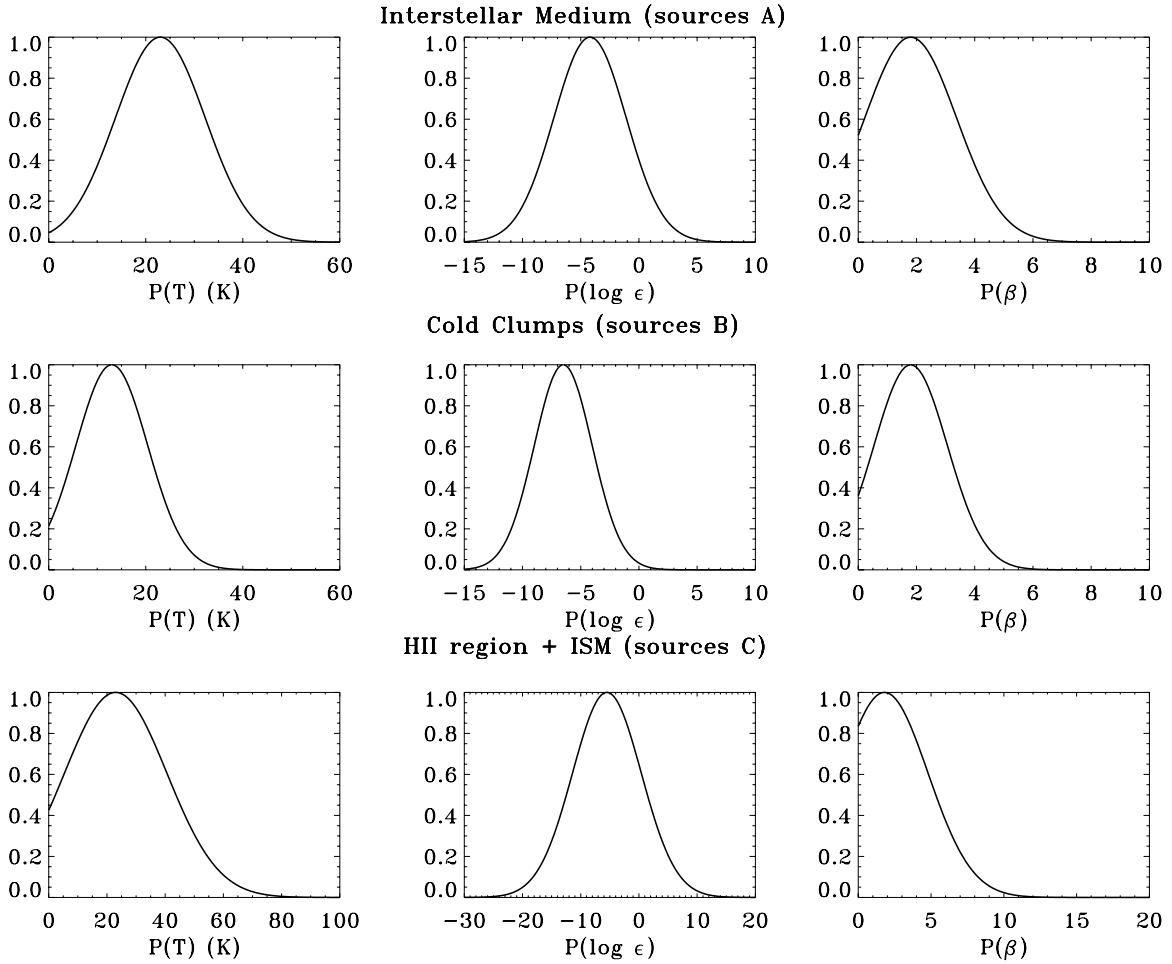 Interstellar Medium (sources A)
1.0 1.0 1.0
0.8 0.8 0.8
0.6 0.6 0.6
0.4 0.4 0.4
0.2 0.2 0.2
0.0 0.0 0.0
0 20 40 60 −15 −10 −5 0 5 10 0 2 4 6 8 10
P(T) (K) P(log ϵ) P(β)
Cold Clumps (sources B)
1.0 1.0 1.0
0.8 0.8 0.8
0.6 0.6 0.6
0.4 0.4 0.4
0.2 0.2 0.2
0.0 0.0 0.0
0 20 40 60 −15 −10 −5 0 5 10 0 2 4 6 8 10
P(T) (K) P(log ϵ) P(β)
HII region + ISM (sources C)
1.0 1.0 1.0
0.8 0.8 0.8
0.6 0.6 0.6
0.4 0.4 0.4
0.2 0.2 0.2
0.0 0.0 0.0
0 20 40 60 80 100 −30 −20 −10 0 10 20 0 5 10 15 20
P(T) (K) P(log ϵ) P(β)